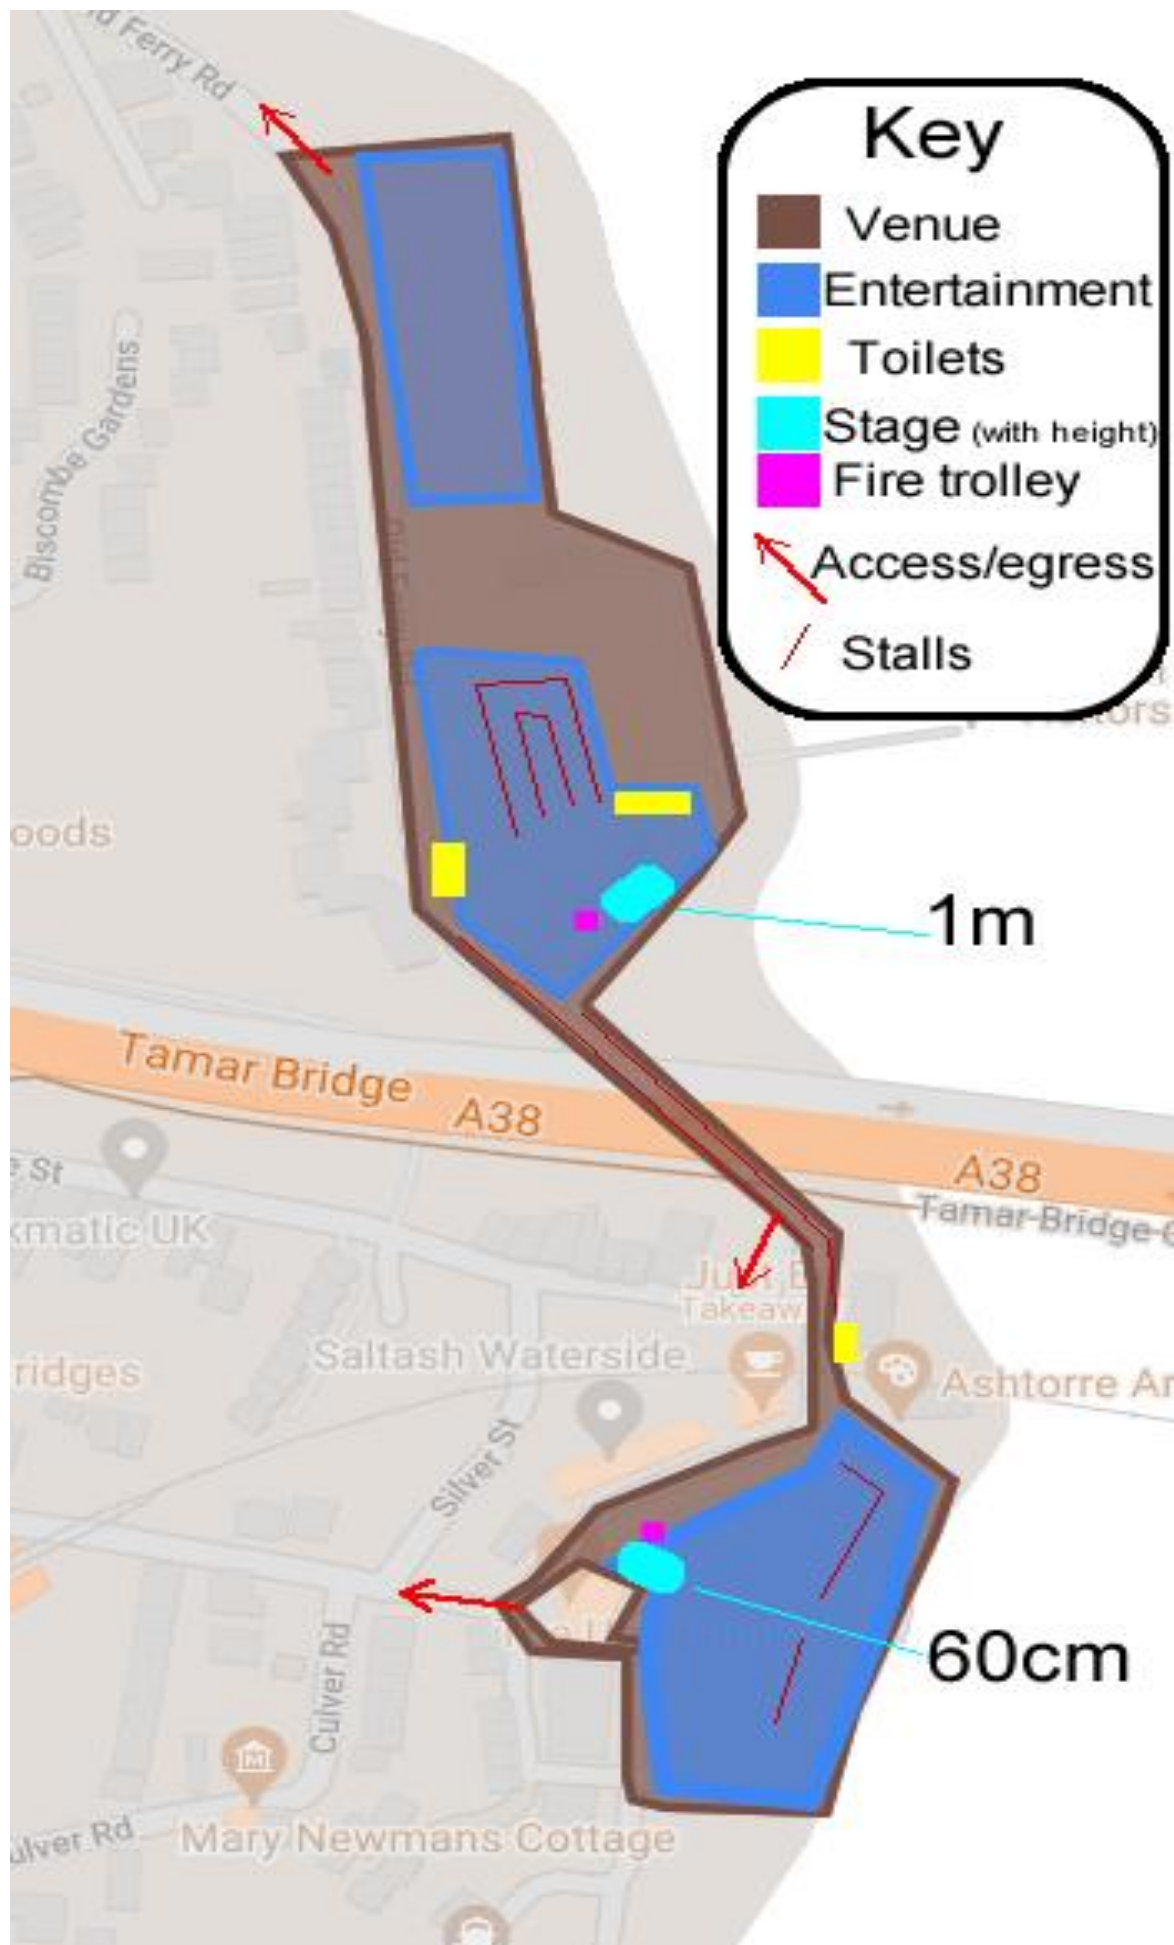 d Ferry Rd
Key
Venue
Entertainment
Toilets
Stage (with height)
Fire trolley
Access/egress
Stalls
Biscombe Gardens
oods
1m
Tamar Bridge
A38
A38
e St
Tamar Bridge
kmatic UK
Takeaw
Saltash Waterside
ridges
Ashtorre Ar
Silver St
Culver Rd
60cm
ulver Rd
Mary Newmans Cottage